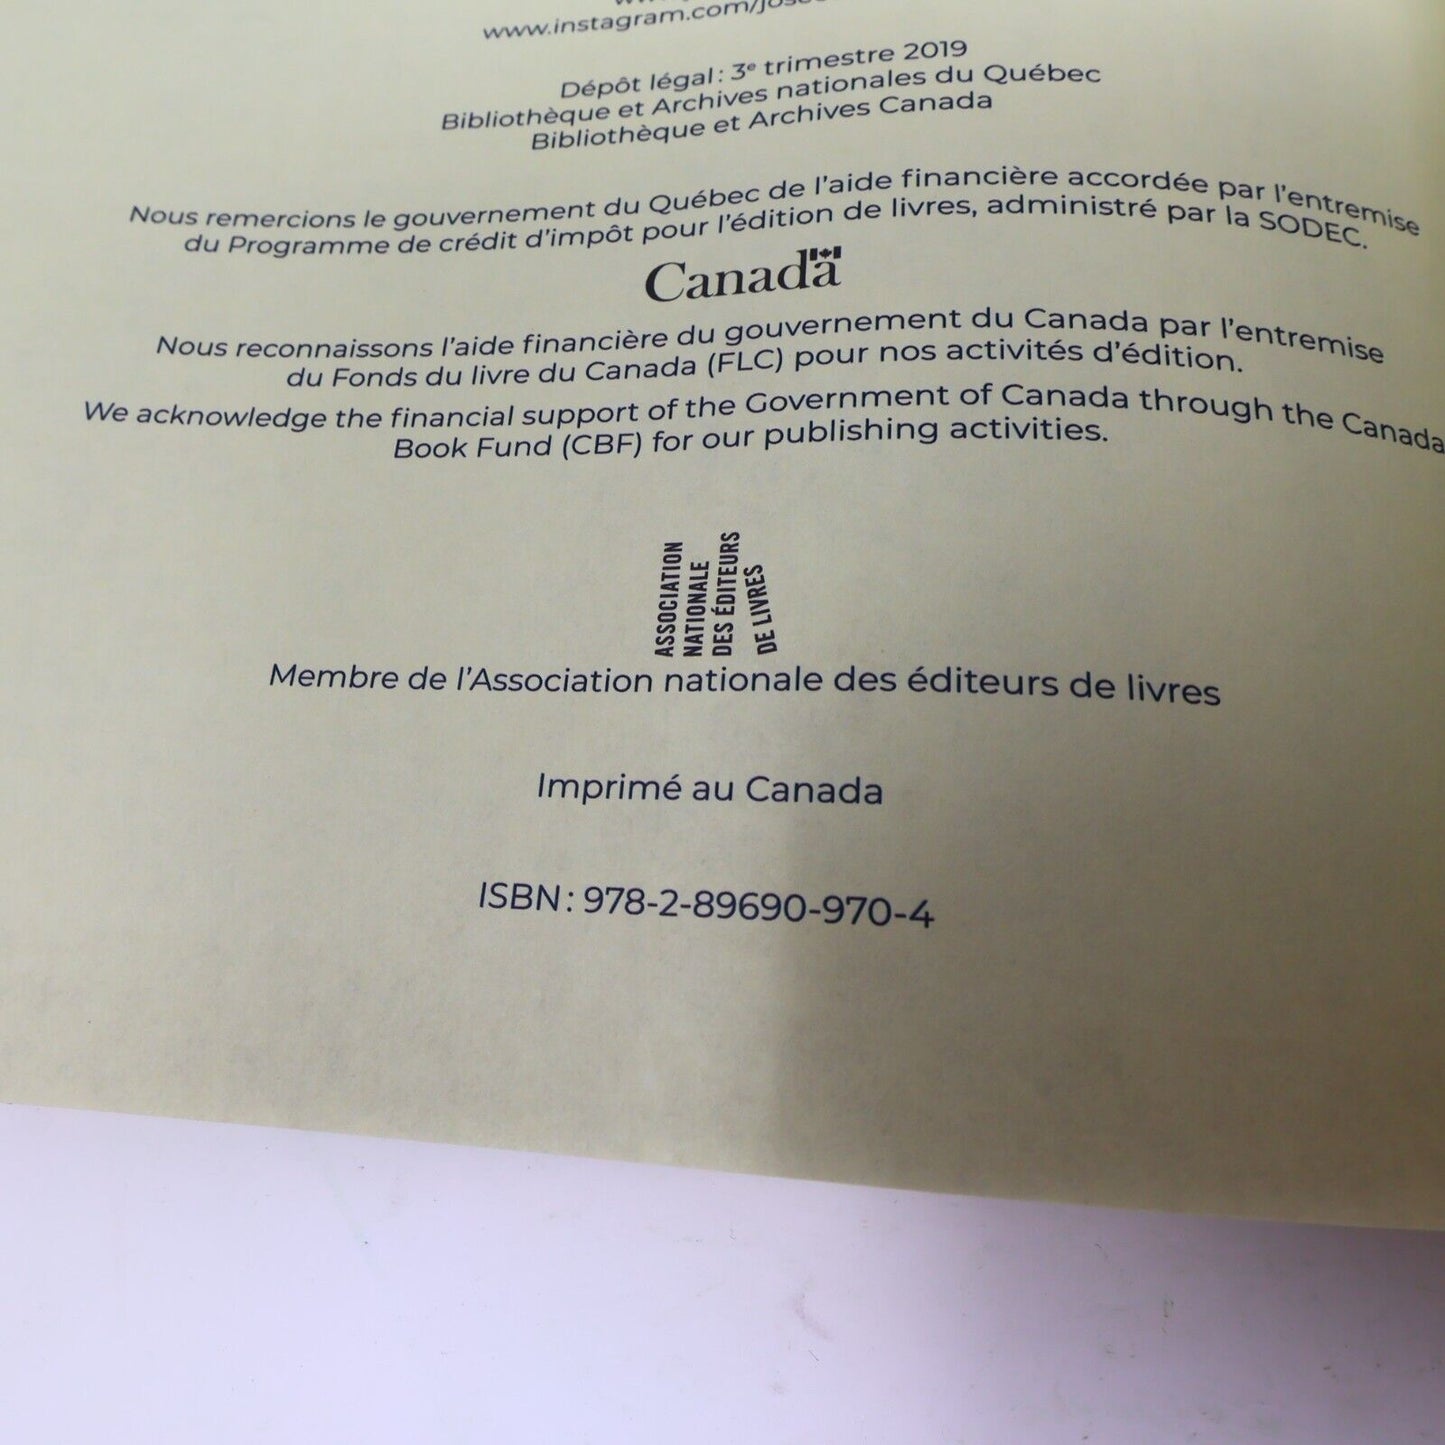 Dépôt légal : 3e trimestre 2019
Bibliothèque et Archives nationales du Québec
Bibliothèque et Archives Canada
Nous remercions le gouvernement du Québec de l'aide financière accordée par l'entremise
du Programme de crédit d'impôt pour l'édition de livres, administré par la SODEC.
Canada
Nous reconnaissons l'aide financière du gouvernement du Canada par l'entremise
du Fonds du livre du Canada (FLC) pour nos activités d'édition.
We acknowledge the financial support of the Government of Canada through the Canada
Book Fund (CBF) for our publishing activities.
ASSOCIATION
NATIONALE
DES ÉDITEURS
DE LIVRES
Membre de l'Association nationale des éditeurs de livres
Imprimé au Canada
ISBN : 978-2-89690-970-4